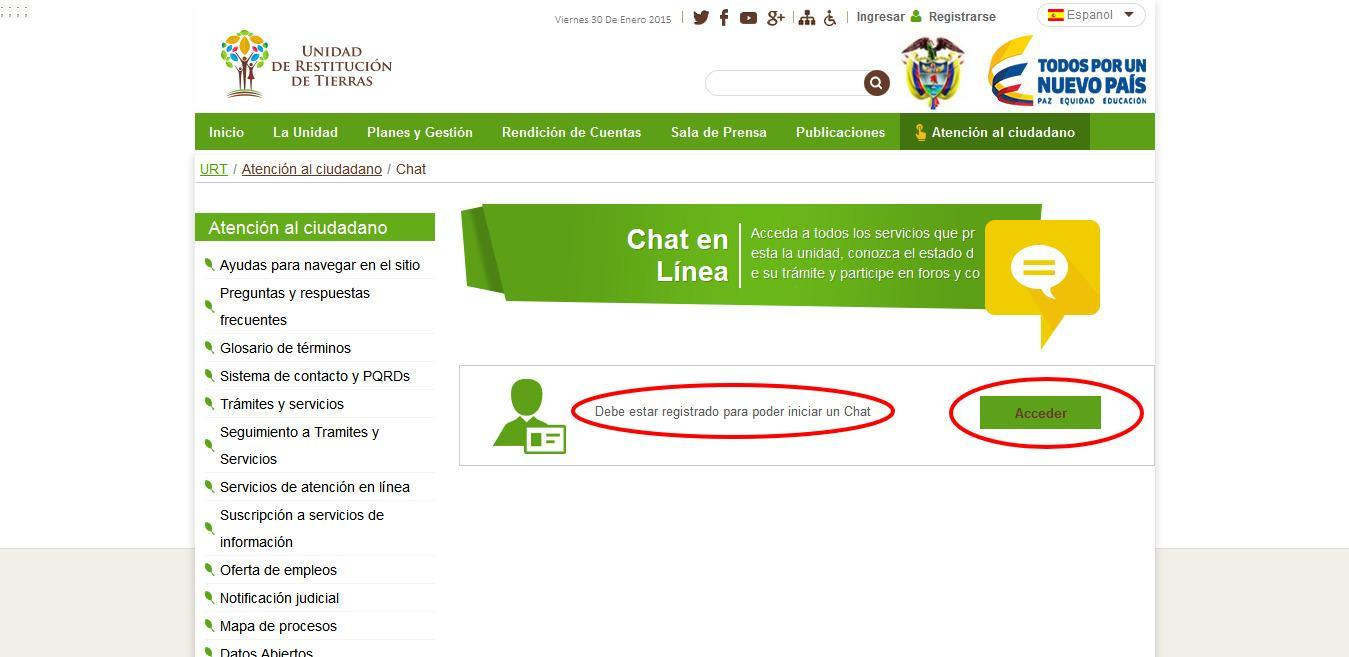 ; ; ; ;
Viernes 30 De Enero 2015
Ingresar
Registrarse
Espanol
UNIDAD
DE RESTITUCIÓN
DE TIERRAS
TODOS POR UN
NUEVO PAÍS
PAZ EQUIDAD EDUCACIÓN
Inicio
La Unidad
Planes y Gestión
Rendición de Cuentas
Sala de Prensa
Publicaciones
Atención al ciudadano
URT / Atención al ciudadano / Chat
Atención al ciudadano
Ayudas para navegar en el sitio
Preguntas y respuestas
frecuentes
Glosario de términos
Sistema de contacto y PQRDs
Trámites y servicios
Seguimiento a Tramites y
Servicios
Servicios de atención en línea
Suscripción a servicios de
información
Oferta de empleos
Notificación judicial
Mapa de procesos
Datos Abiertos
Chat en
Línea
Acceda a todos los servicios que pr
esta la unidad, conozca el estado d
e su trámite y participe en foros y co
Debe estar registrado para poder iniciar un Chat
Acceder